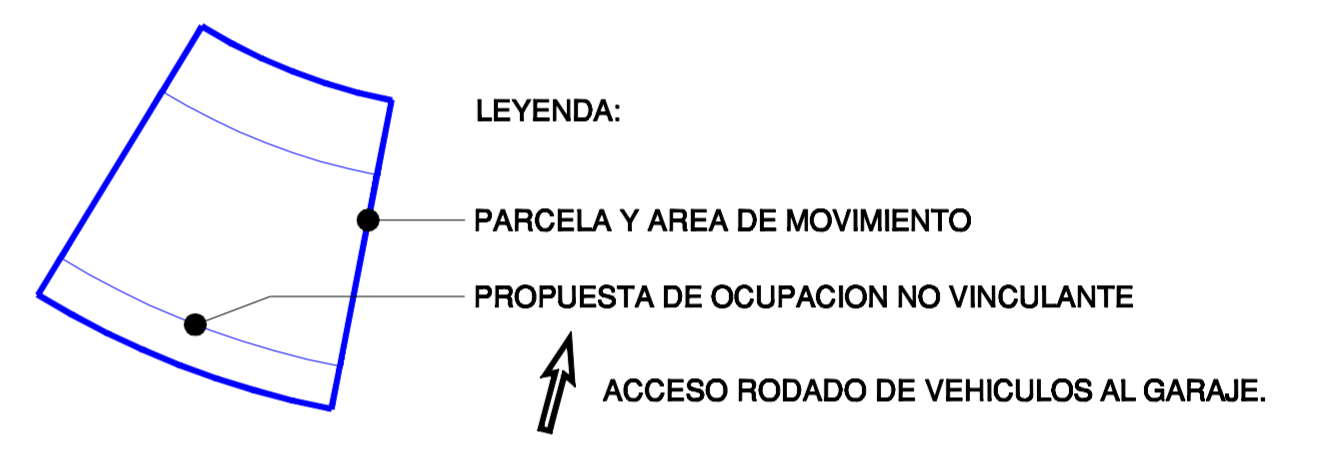 LEYENDA:
PARCELA Y AREA DE MOVIMIENTO
PROPUESTA DE OCUPACION NO VINCULANTE
ACCESO RODADO DE VEHICULOS AL GARAJE.